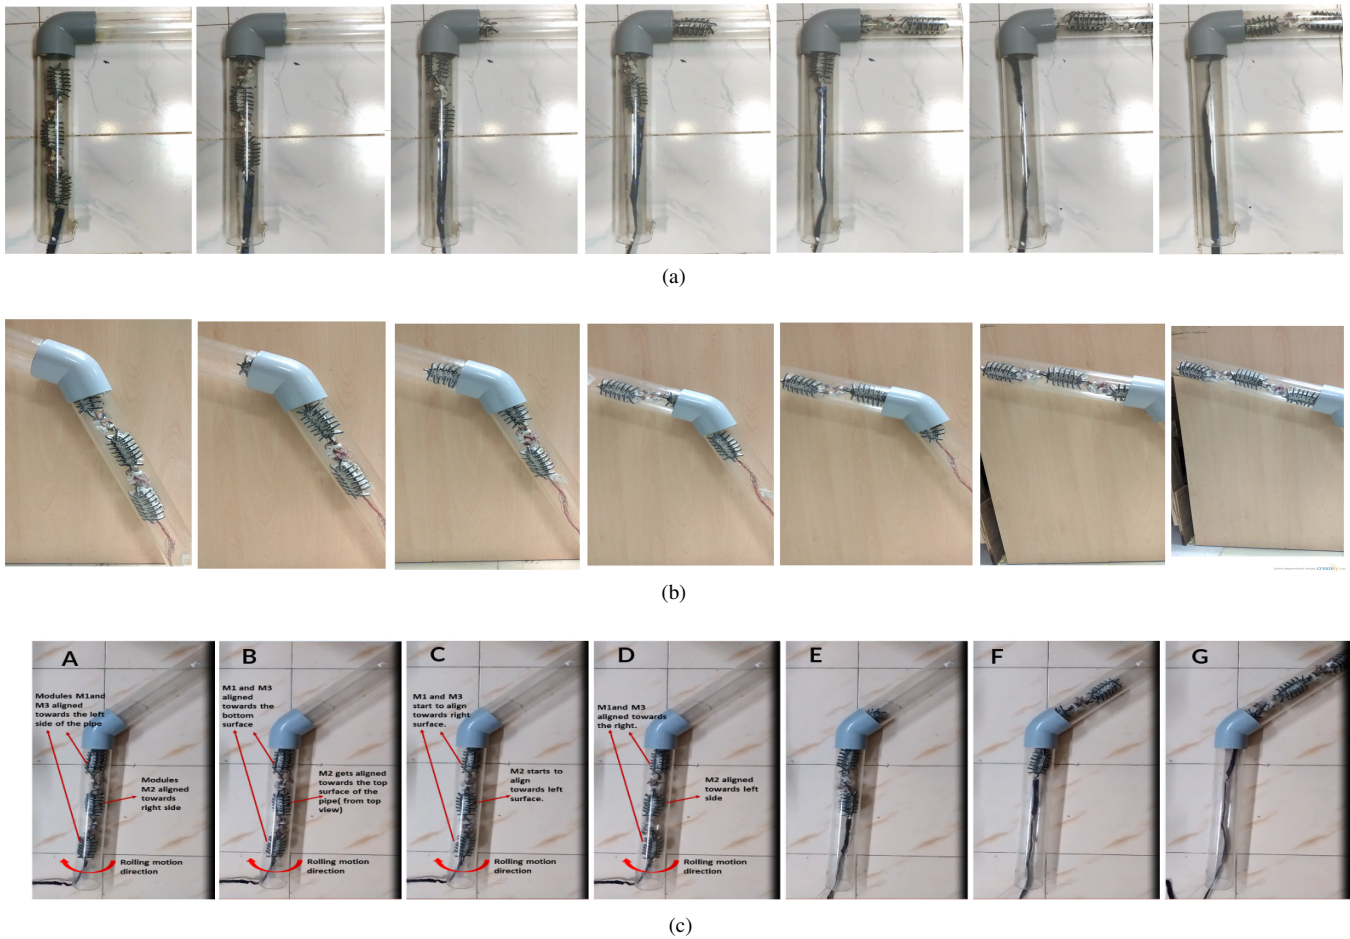 (a)
creately
(b)
A
Modules M1and
M3 aligned
towards the left
side of the pipe
Modules
M2 aligned
towards
right side
Rolling motion
direction
B
M1 and M3
aligned
towards the
bottom
surface
M2 gets aligned
towards the top
surface of the
pipe( from top
view)
Rolling motion
direction
C
M1 and M3
start to align
towards right
surface.
M2 starts to
align
towards left
surface.
Rolling motion
direction
D
M1and M3
aligned towards
the right.
M2 aligned
towards left
side
Rolling motion
direction
E
F
G
(c)